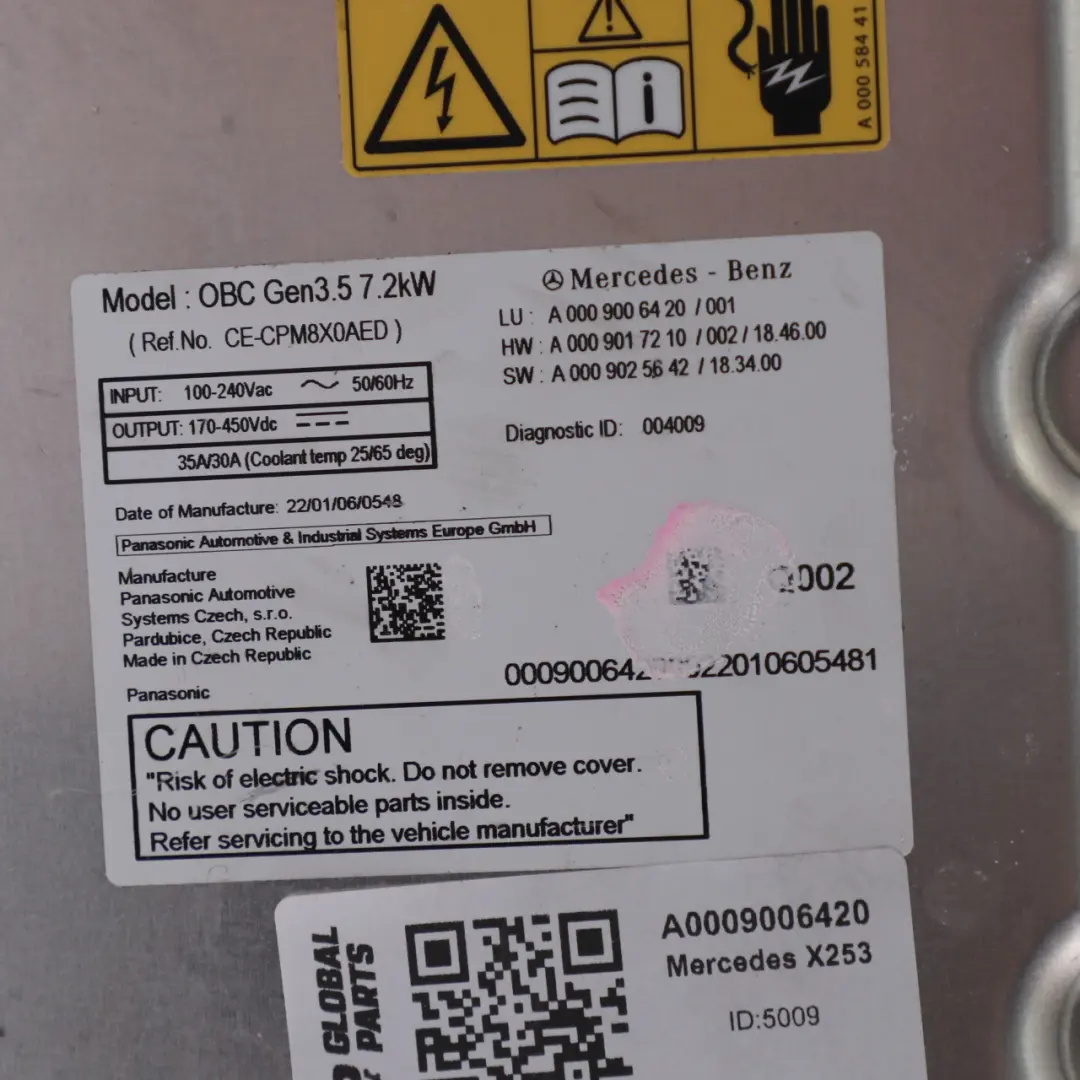 A 000 584 41
Model : OBC Gen3.5 7.2kW
( Ref.No. CE-CPM8X0AED )
INPUT: 100-240Vac 50/60Hz
OUTPUT: 170-450Vdc
35A/30A (Coolant temp 25/65 deg)
Mercedes - Benz
LU : A 000 900 64 20 / 001
HW : A 000 901 72 10 / 002 / 18.46.00
SW : A 000 902 56 42 / 18.34.00
Diagnostic ID: 004009
Date of Manufacture: 22/01/06/0548
Panasonic Automotive & Industrial Systems Europe GmbH
Manufacture
Panasonic Automotive
Systems Czech, s.r.o.
Pardubice, Czech Republic
Made in Czech Republic
Panasonic
CAUTION
"Risk of electric shock. Do not remove cover.
No user serviceable parts inside.
Refer servicing to the vehicle manufacturer"
GLOBAL
PARTS
A0009006420
Mercedes X253
ID:5009